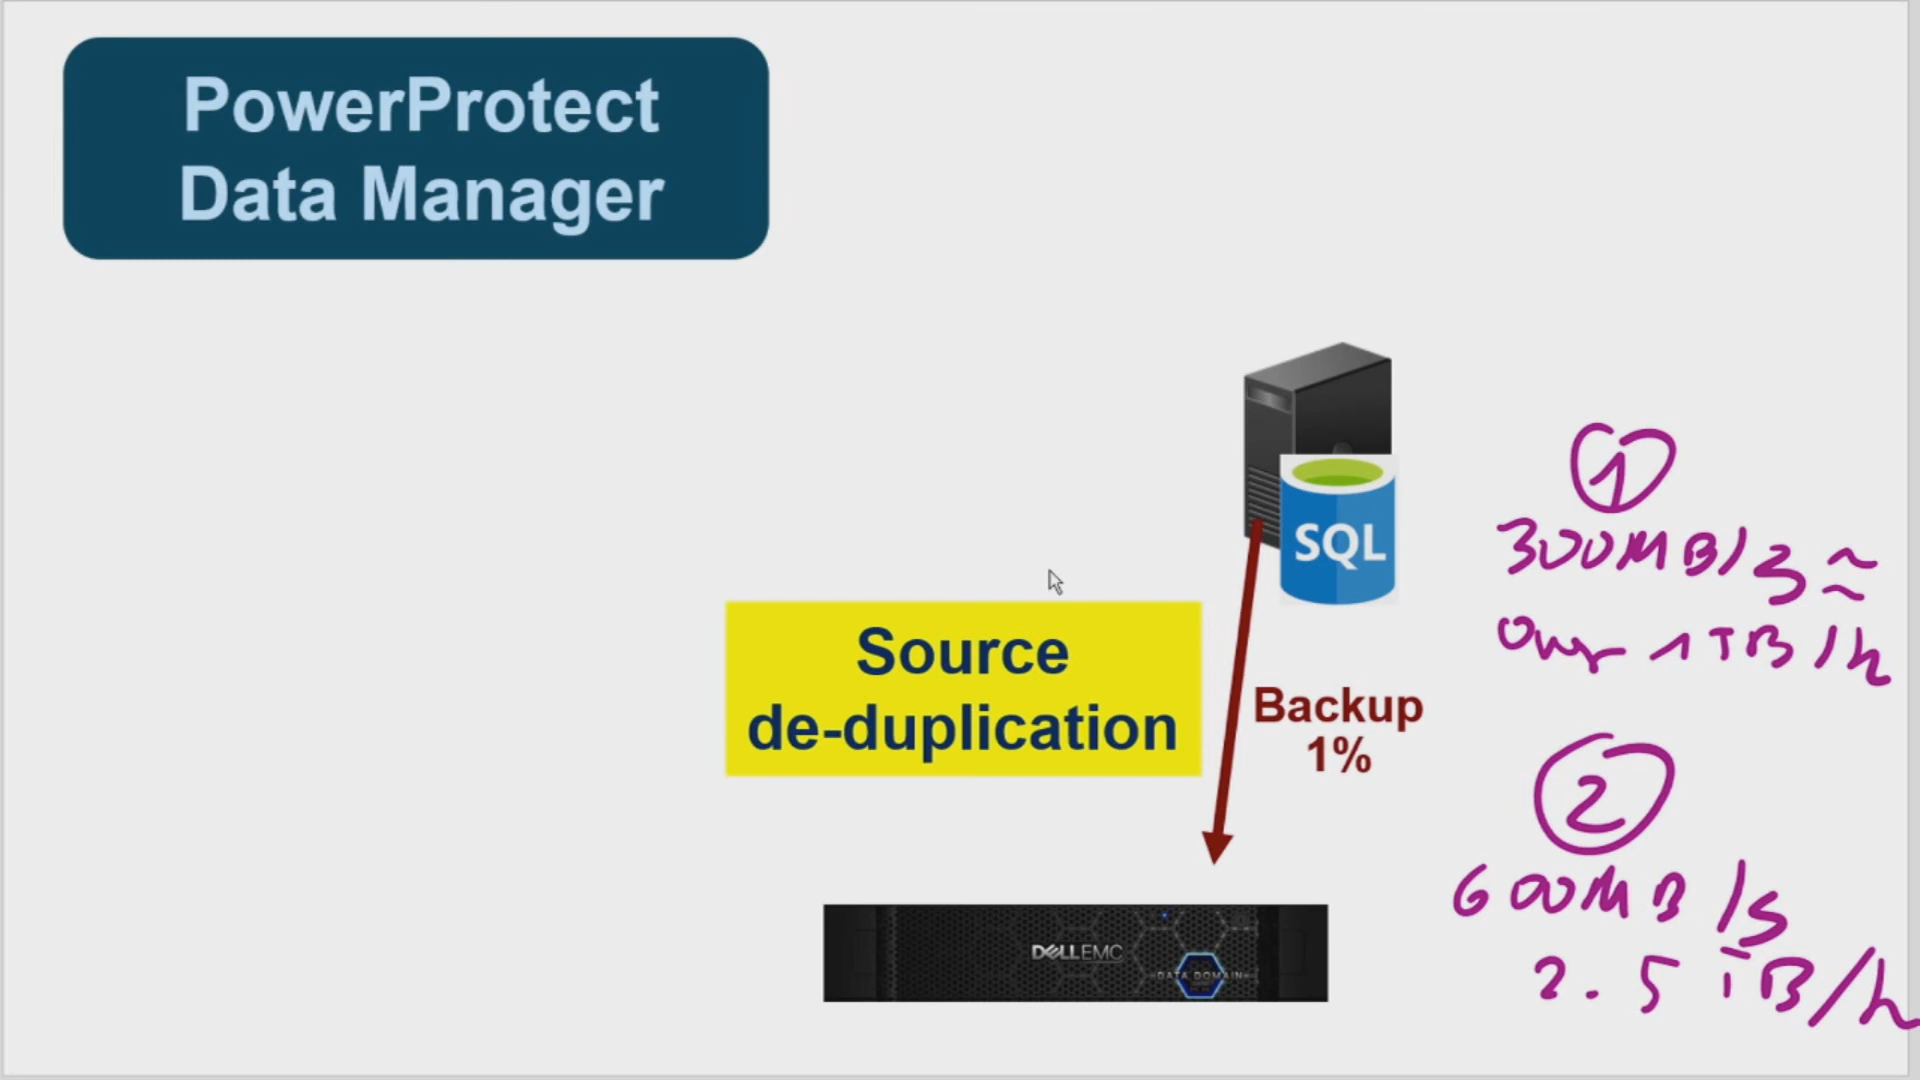 PowerProtect
Data Manager
SQL
Source
de-duplication
Backup
1%
1
300MB/s ≈
over 1TB/h
2
600MB/s
2.5 TB/h
DELLEMC
DATA DOMAIN